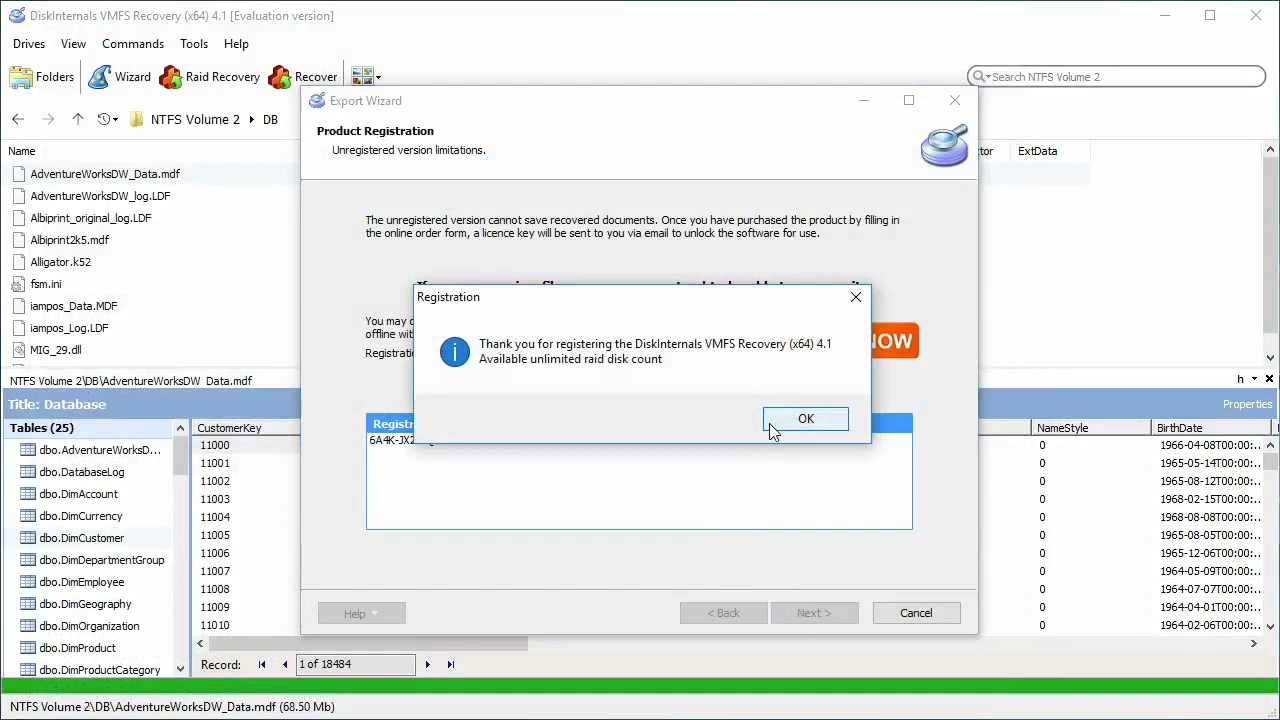 DiskInternals VMFS Recovery (x64) 4.1 [Evaluation version]
Drives View Commands Tools Help
Folders Wizard Raid Recovery Recover
Search NTFS Volume 2
NTFS Volume 2 DB
Name
ExtData
AdventureWorksDW_Data.mdf
AdventureWorksDW_log.LDF
Albiprint_original_log.LDF
Albiprint2k5.mdf
Alligator.k52
fsm.ini
iampos_Data.MDF
iampos_Log.LDF
MIG_29.dll
Export Wizard
Product Registration
Unregistered version limitations.
The unregistered version cannot save recovered documents. Once you have purchased the product by filling in
the online order form, a licence key will be sent to you via email to unlock the software for use.
You may
offline
NOW
Registration
Thank you for registering the DiskInternals VMFS Recovery (x64) 4.1
Available unlimited raid disk count
OK
Help < Back Next > Cancel
NTFS Volume 2\DB\AdventureWorksDW_Data.mdf
h
Title: Database
Properties
Tables (25)
dbo.AdventureWorksD...
dbo.DatabaseLog
dbo.DimAccount
dbo.DimCurrency
dbo.DimCustomer
dbo.DimDepartmentGroup
dbo.DimEmployee
dbo.DimGeography
dbo.DimOrganization
dbo.DimProduct
dbo.DimProductCategory
CustomerKey NameStyle BirthDate
11000 0 1966-04-08T00:00:..
11001 0 1965-05-14T00:00:..
11002 0 1965-08-12T00:00:..
11003 0 1968-02-15T00:00:..
11004 0 1968-08-08T00:00:..
11005 0 1965-08-05T00:00:..
11006 0 1965-12-06T00:00:..
11007 0 1964-05-09T00:00:..
11008 0 1964-07-07T00:00:..
11009 0 1964-04-01T00:00:..
11010 0 1964-02-06T00:00:..
Record: 1 of 18484
NTFS Volume 2\DB\AdventureWorksDW_Data.mdf (68.50 Mb)